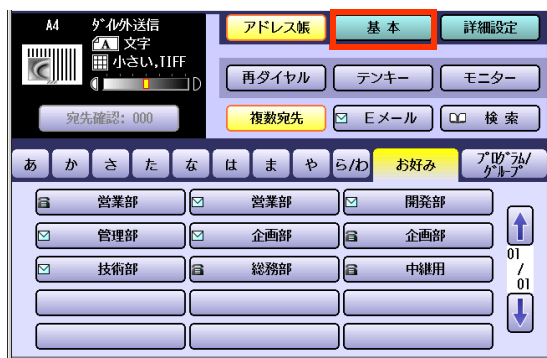 A4 ダイヤル外送信
A 文字
小さい,TIFF
D
宛先確認: 000
アドレス帳 基本 詳細設定
再ダイヤル テンキー モニター
複数宛先 Eメール 検索
あ か さ た な は ま や ら/わ お好み プログラム/グループ
営業部 営業部 開発部
管理部 企画部 企画部
技術部 総務部 中継用
01
/
01